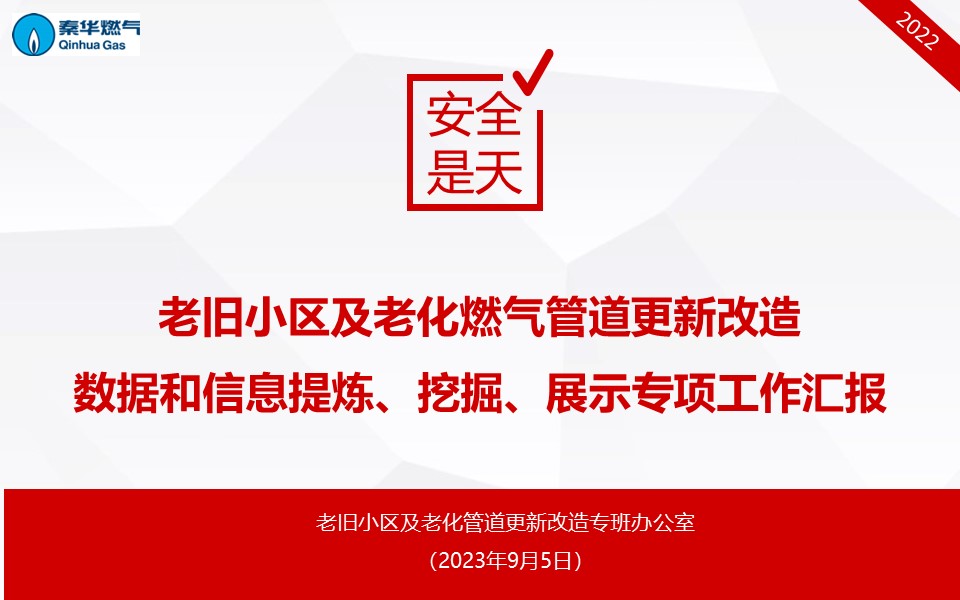 秦华燃气
Qinhua Gas
2022
安全
是天
老旧小区及老化燃气管道更新改造
数据和信息提炼、挖掘、展示专项工作汇报
老旧小区及老化管道更新改造专班办公室
（2023年9月5日）